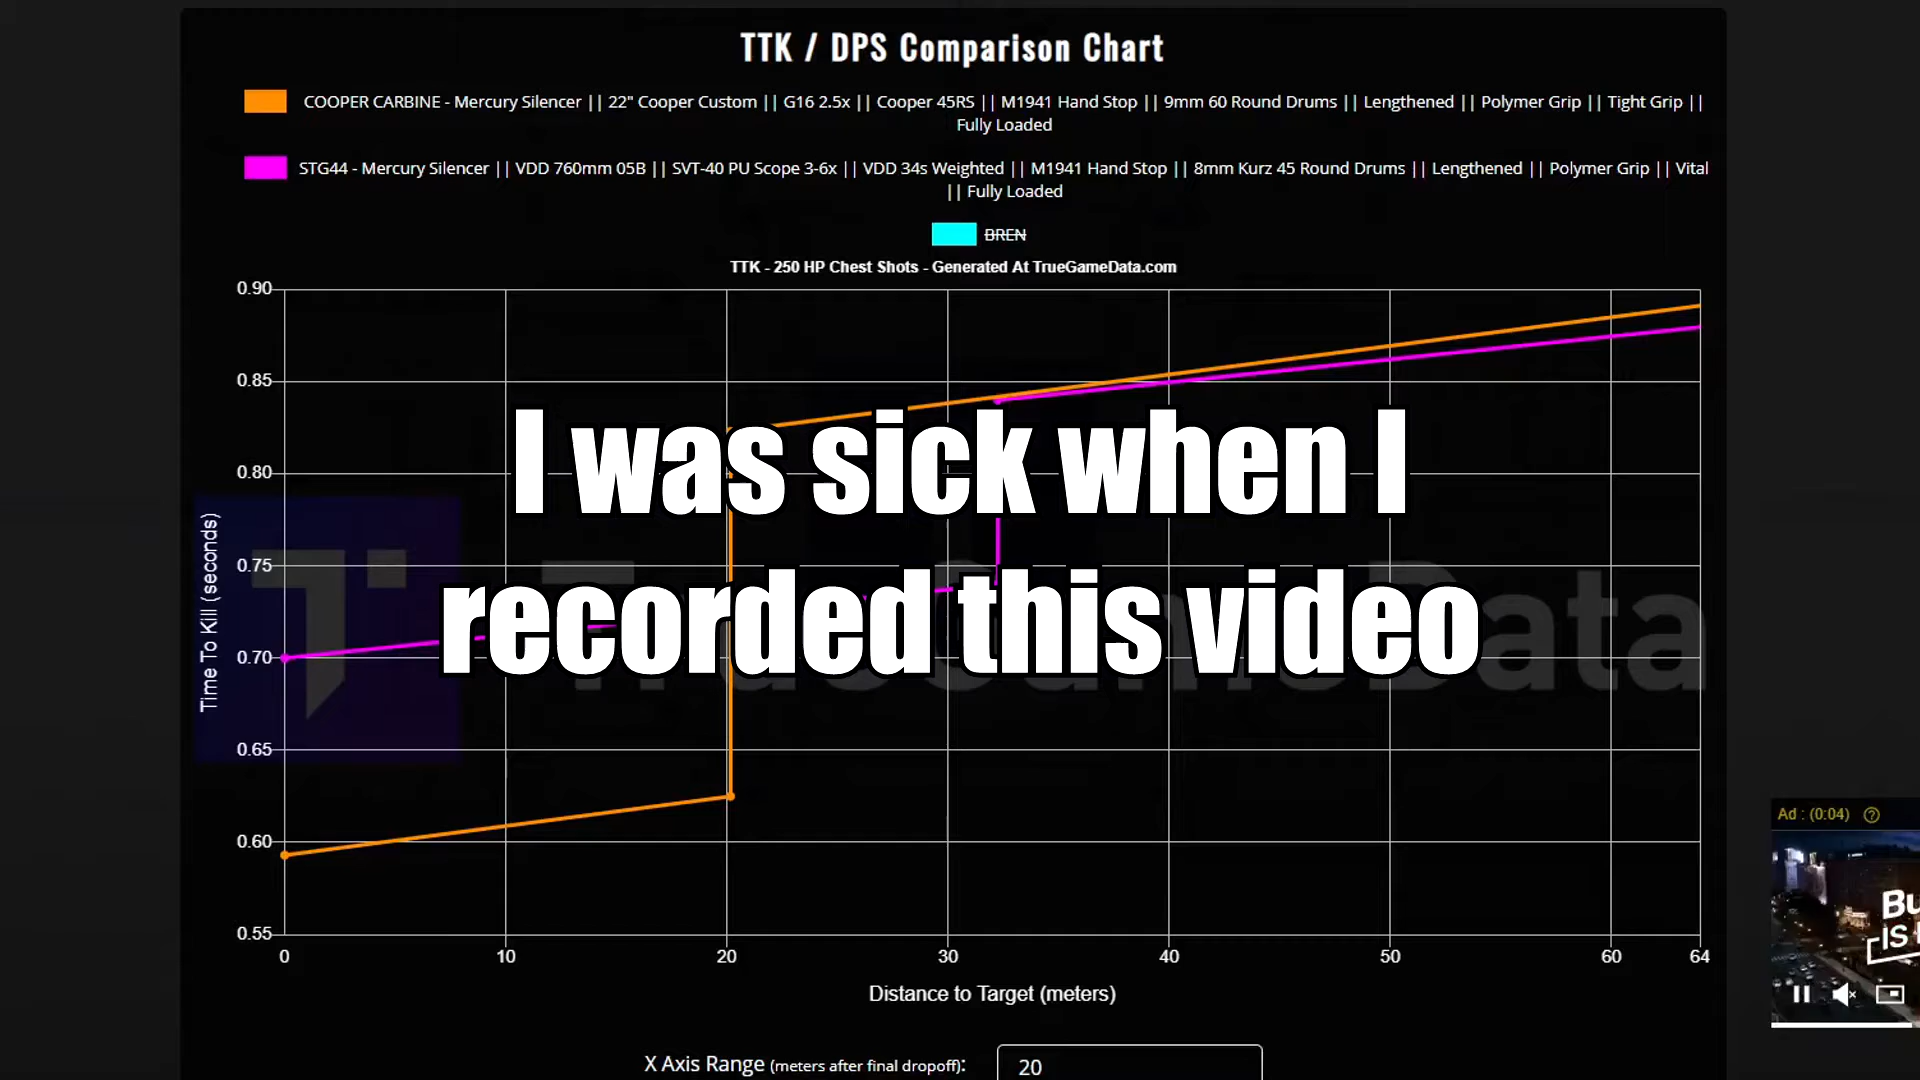 TTK / DPS Comparison Chart
COOPER CARBINE - Mercury Silencer || 22" Cooper Custom || G16 2.5x || Cooper 45RS || M1941 Hand Stop || 9mm 60 Round Drums || Lengthened || Polymer Grip || Tight Grip ||
Fully Loaded
STG44 - Mercury Silencer || VDD 760mm 05B || SVT-40 PU Scope 3-6x || VDD 34s Weighted || M1941 Hand Stop || 8mm Kurz 45 Round Drums || Lengthened || Polymer Grip || Vital
|| Fully Loaded
BREN
TTK - 250 HP Chest Shots - Generated At TrueGameData.com
0.90
0.85
0.80
0.75
0.70
0.65
0.60
0.55
Time To Kill (seconds)
I was sick when I
recorded this video
TrueGameData
0 10 20 30 40 50 60 64
Distance to Target (meters)
X Axis Range (meters after final dropoff): 20
Ad : (0:04) ?